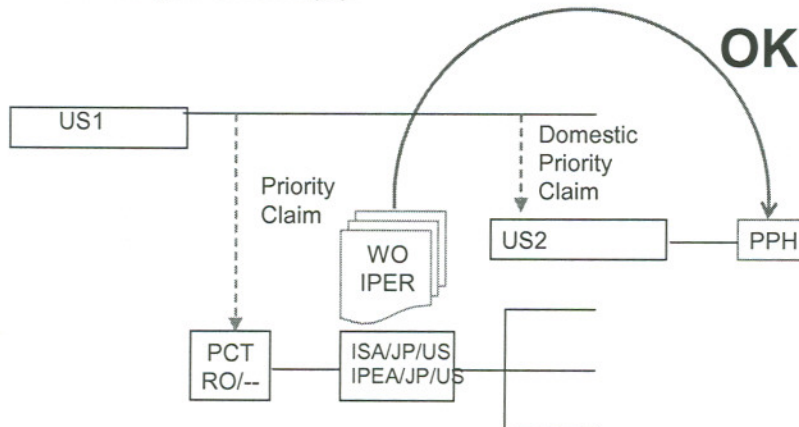 OK
US1
Domestic
Priority
Claim
Priority
Claim
WO
IPER
US2
PPH
PCT
RO/--
ISA/JP/US
IPEA/JP/US